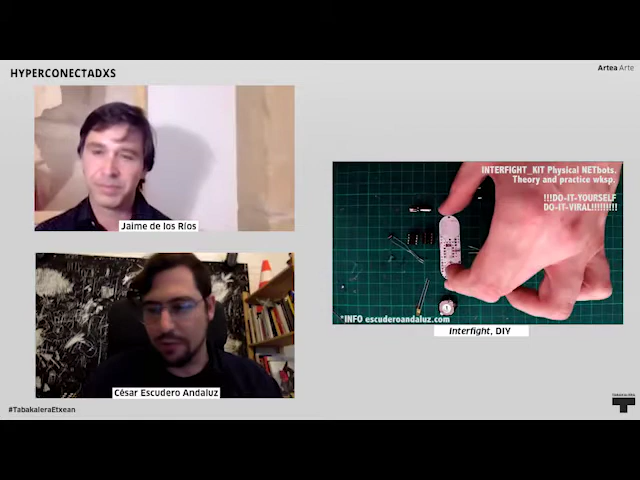 HYPERCONECTADXS
Artea Arte
Jaime de los Ríos
César Escudero Andaluz
INTERFIGHT_KIT Physical NETbots.
Theory and practice wksp.
!!!DO-IT-YOURSELF
DO-IT-VIRAL!!!!!!!!!
*INFO escuderoandaluz.com
Interfight, DIY
#TabakaleraEtxean